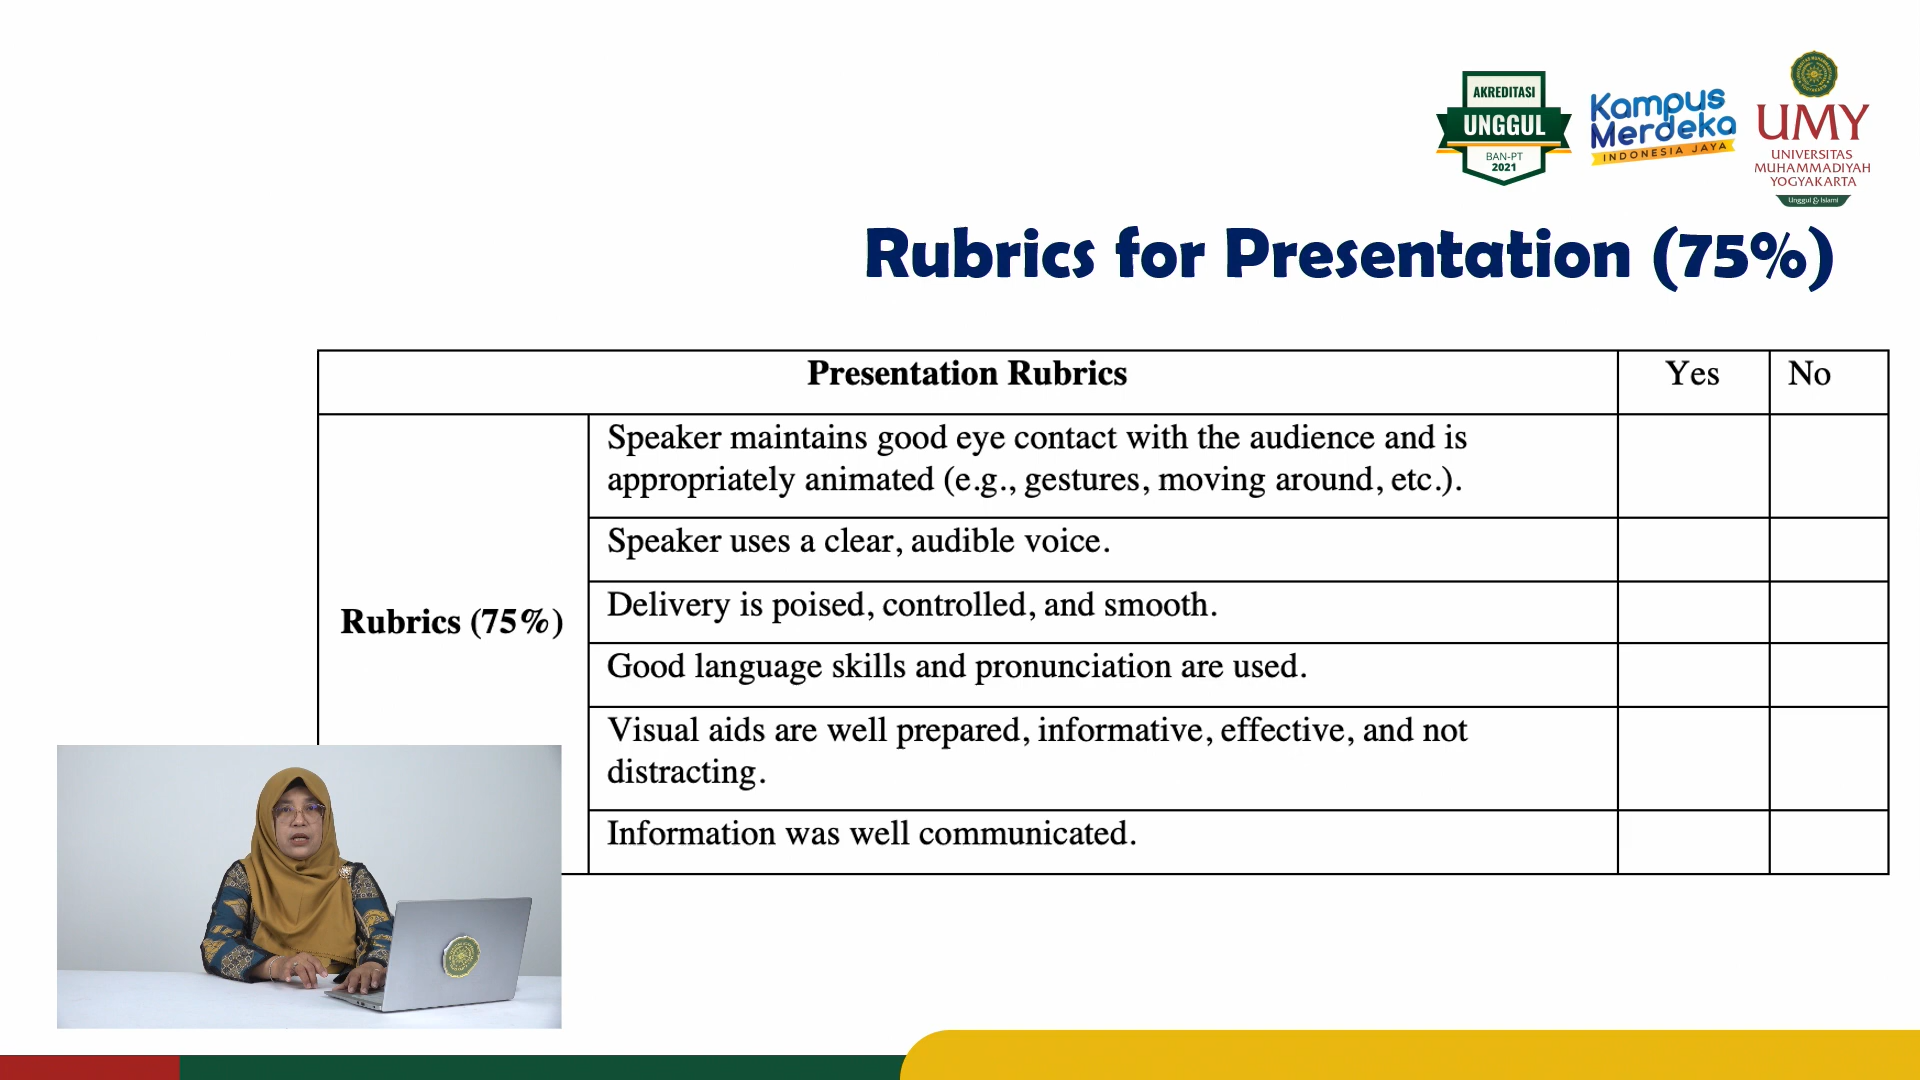 AKREDITASI
UNGGUL
BAN-PT
2021
Kampus
Merdeka
INDONESIA JAYA
UMY
UNIVERSITAS
MUHAMMADIYAH
YOGYAKARTA
Unggul & Islami
Rubrics for Presentation (75%)
Presentation Rubrics Yes No
Rubrics (75%)
Speaker maintains good eye contact with the audience and is
appropriately animated (e.g., gestures, moving around, etc.).
Speaker uses a clear, audible voice.
Delivery is poised, controlled, and smooth.
Good language skills and pronunciation are used.
Visual aids are well prepared, informative, effective, and not
distracting.
Information was well communicated.